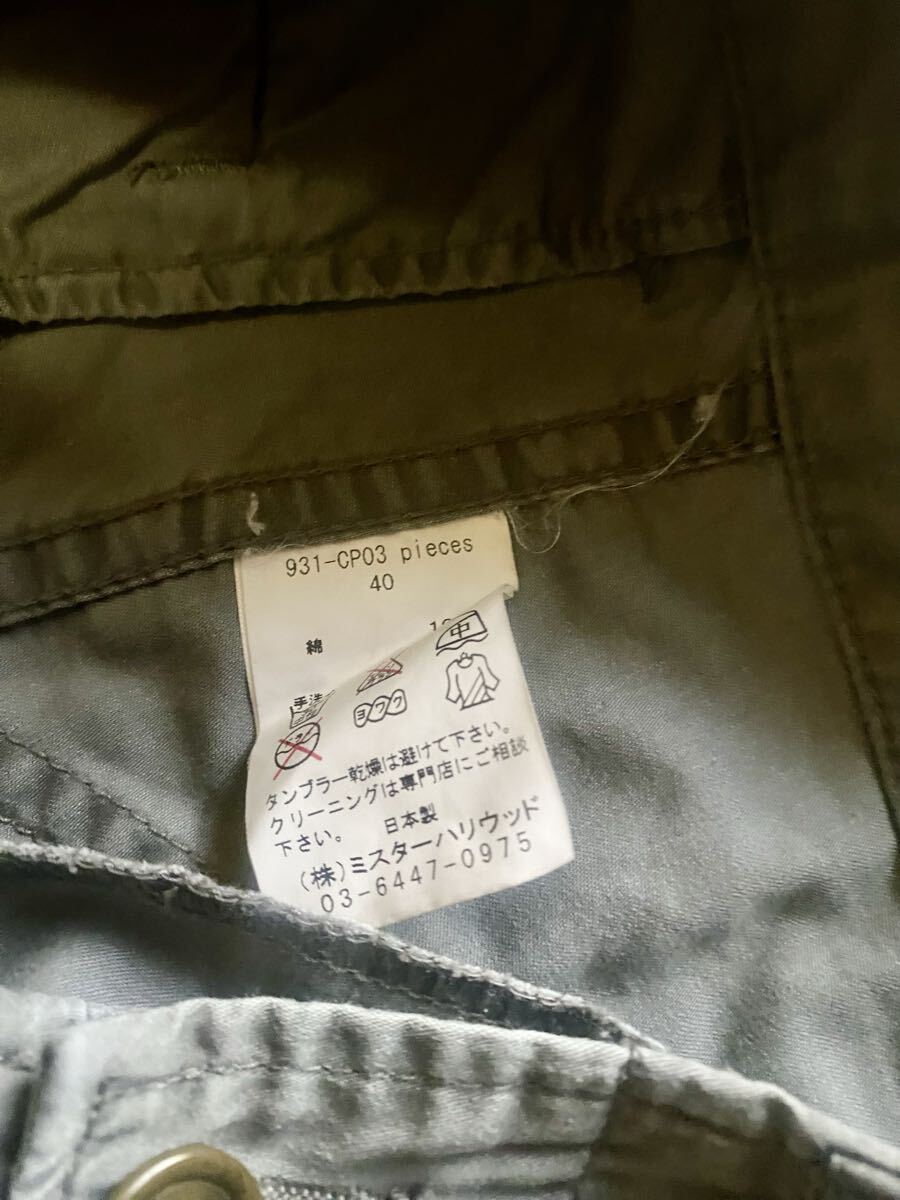 931-CP03 pieces
40
綿
手洗
中
ヨワク
タンブラー乾燥は避けて下さい。
クリーニングは専門店にご相談
下さい。 日本製
(株)ミスターハリウッド
03-6447-0975